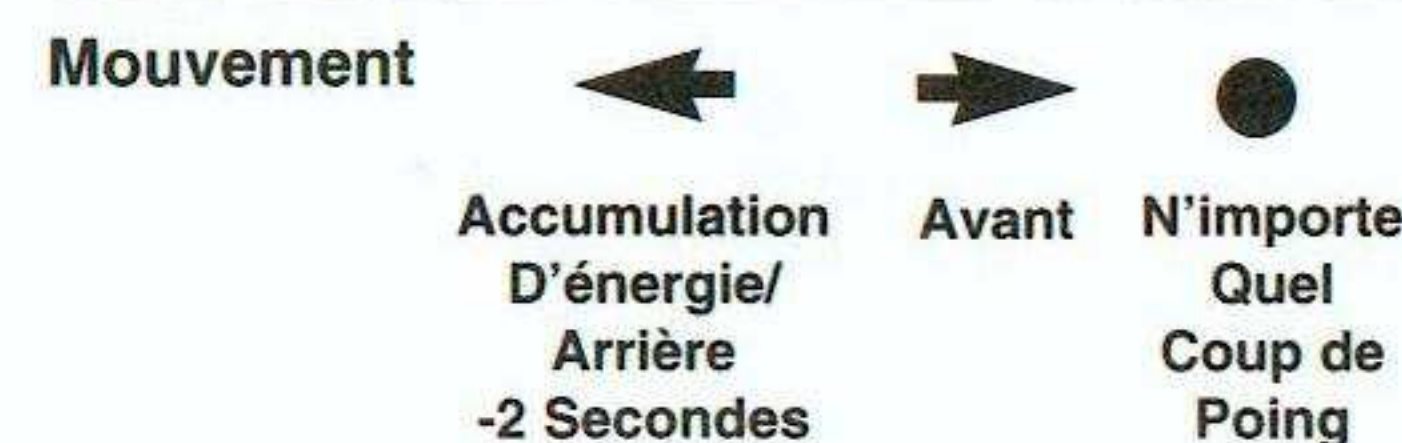 Mouvement
Accumulation Avant N'importe
D'énergie/ Quel
Arrière Coup de
-2 Secondes Poing